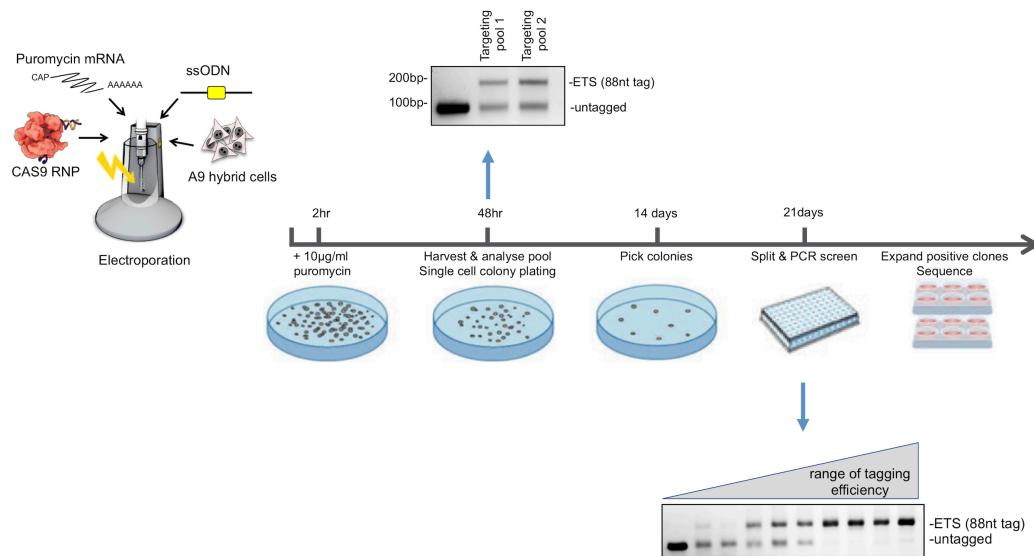 Puromycin mRNA
CAP
AAAAAA
ssODN
CAS9 RNP
A9 hybrid cells
Electroporation
Targeting
pool 1
Targeting
pool 2
200bp-
100bp-
-ETS (88nt tag)
-untagged
2hr
48hr
14 days
21days
+ 10µg/ml
puromycin
Harvest & analyse pool
Single cell colony plating
Pick colonies
Split & PCR screen
Expand positive clones
Sequence
range of tagging
efficiency
-ETS (88nt tag)
-untagged